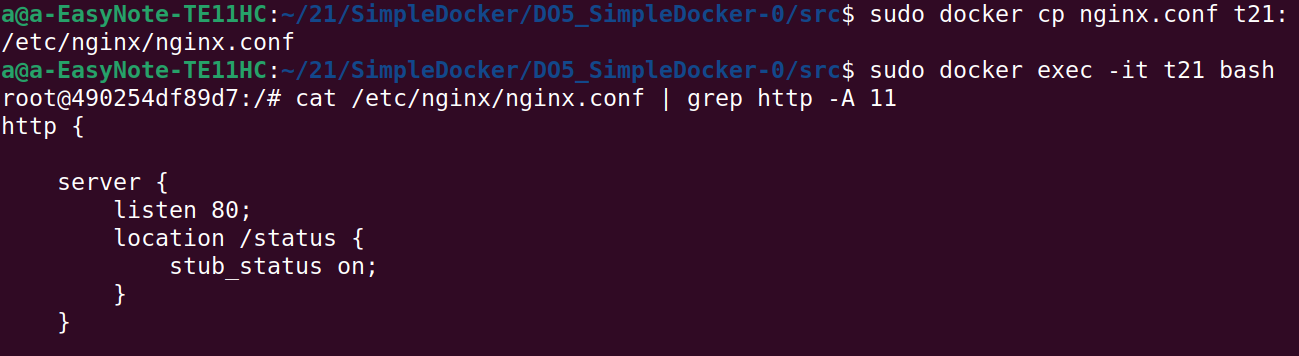 a@a-EasyNote-TE11HC:~/21/SimpleDocker/DO5_SimpleDocker-0/src$ sudo docker cp nginx.conf t21:
/etc/nginx/nginx.conf
a@a-EasyNote-TE11HC:~/21/SimpleDocker/DO5_SimpleDocker-0/src$ sudo docker exec -it t21 bash
root@490254df89d7:/# cat /etc/nginx/nginx.conf | grep http -A 11
http {
    server {
        listen 80;
        location /status {
            stub_status on;
        }
    }